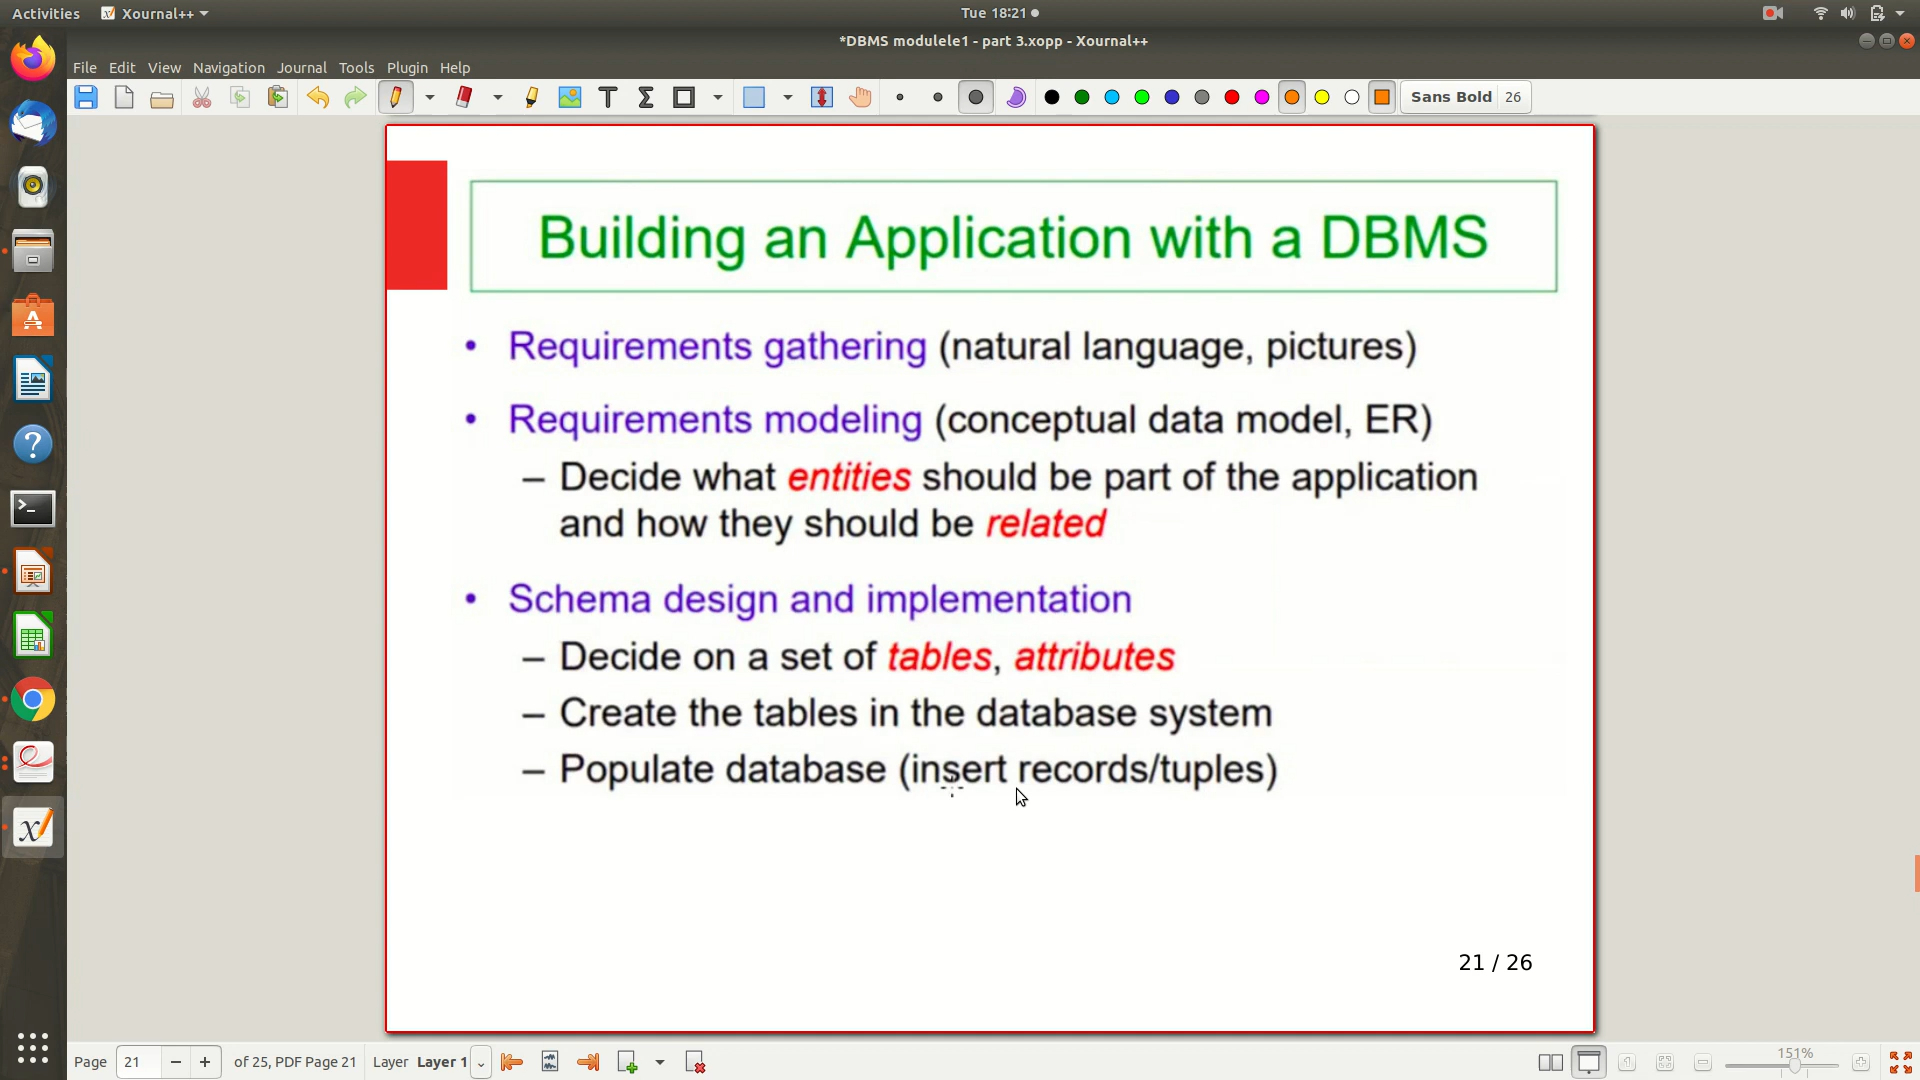 Activities
Xournal++
Tue 18:21
*DBMS modulele1 - part 3.xopp - Xournal++
File Edit View Navigation Journal Tools Plugin Help
Sans Bold 26
Building an Application with a DBMS
• Requirements gathering (natural language, pictures)
• Requirements modeling (conceptual data model, ER)
– Decide what entities should be part of the application
and how they should be related
• Schema design and implementation
– Decide on a set of tables, attributes
– Create the tables in the database system
– Populate database (insert records/tuples)
21 / 26
Page 21 of 25, PDF Page 21 Layer Layer 1 151%